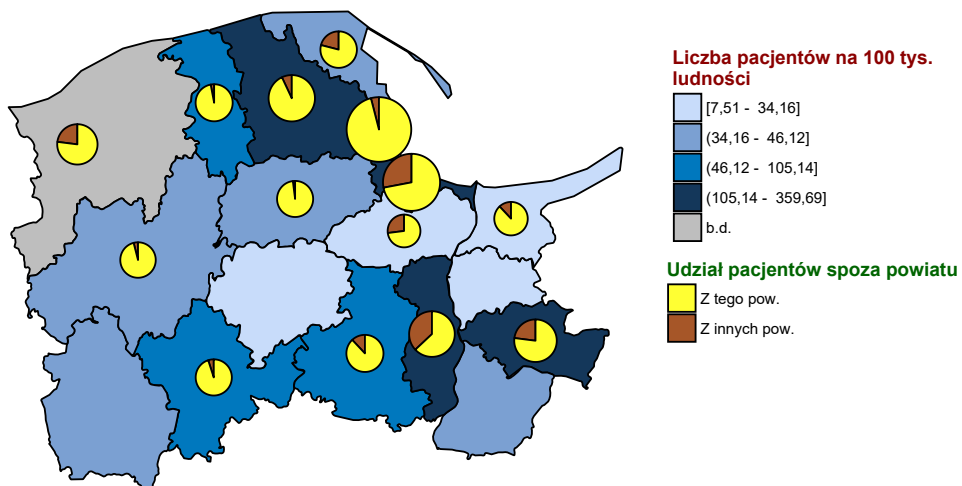 Liczba pacjentów na 100 tys.
ludności
[7,51 - 34,16]
(34,16 - 46,12]
(46,12 - 105,14]
(105,14 - 359,69]
b.d.
Udział pacjentów spoza powiatu
Z tego pow.
Z innych pow.